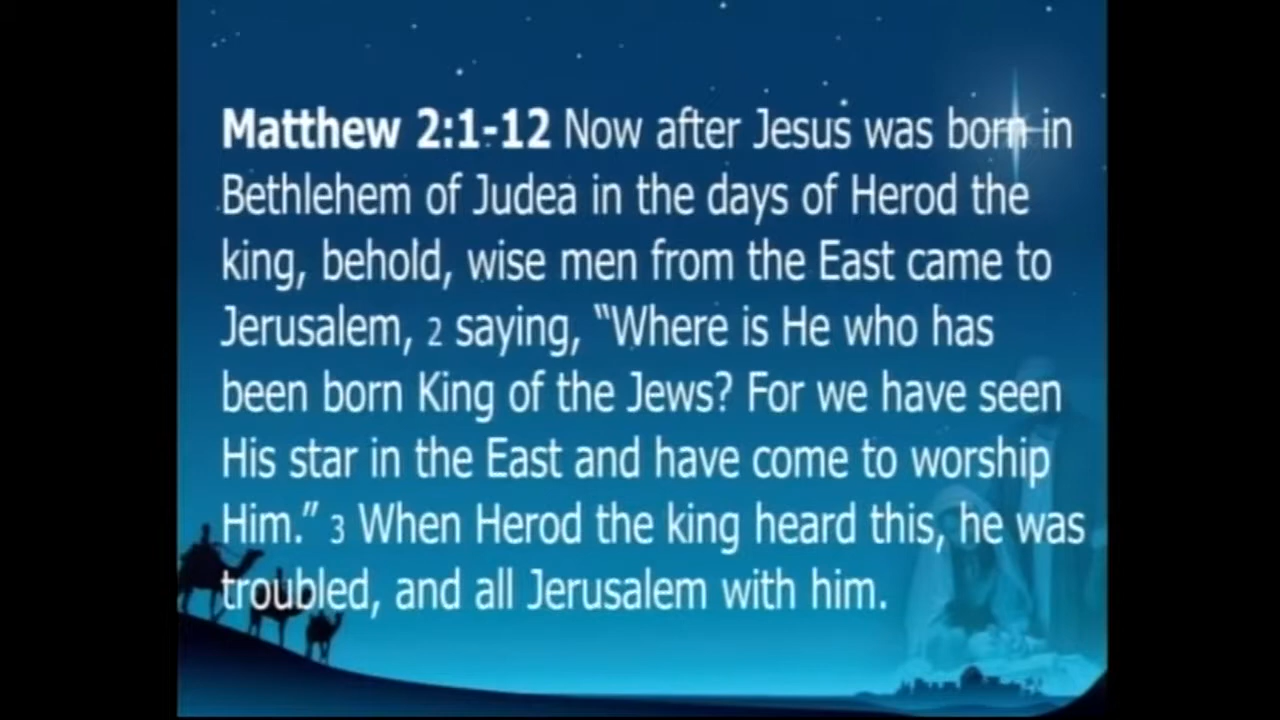 Matthew 2:1-12 Now after Jesus was born in
Bethlehem of Judea in the days of Herod the
king, behold, wise men from the East came to
Jerusalem, 2 saying, “Where is He who has
been born King of the Jews? For we have seen
His star in the East and have come to worship
Him.” 3 When Herod the king heard this, he was
troubled, and all Jerusalem with him.